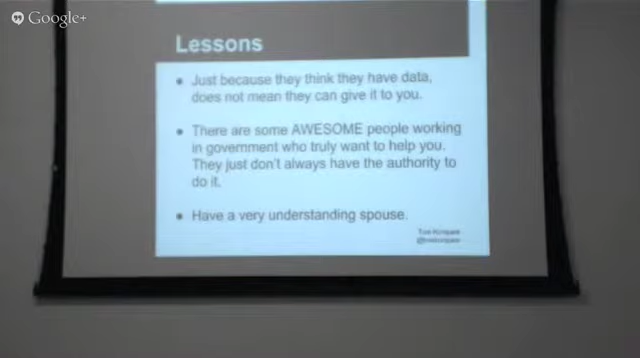 Google+
Lessons
• Just because they think they have data,
does not mean they can give it to you.
• There are some AWESOME people working
in government who truly want to help you.
They just don't always have the authority to
do it.
• Have a very understanding spouse.